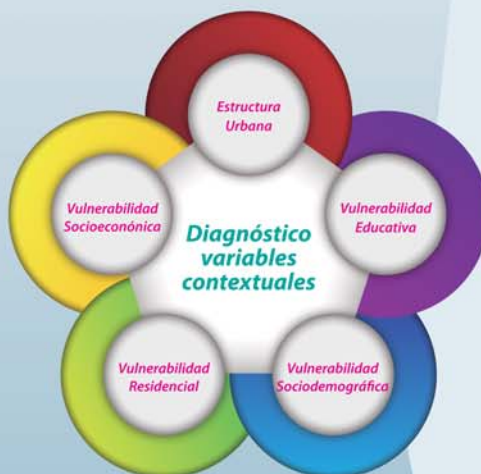 Estructura
Urbana
Vulnerabilidad
Socioeconónica
Vulnerabilidad
Educativa
Diagnóstico
variables
contextuales
Vulnerabilidad
Residencial
Vulnerabilidad
Sociodemográfica